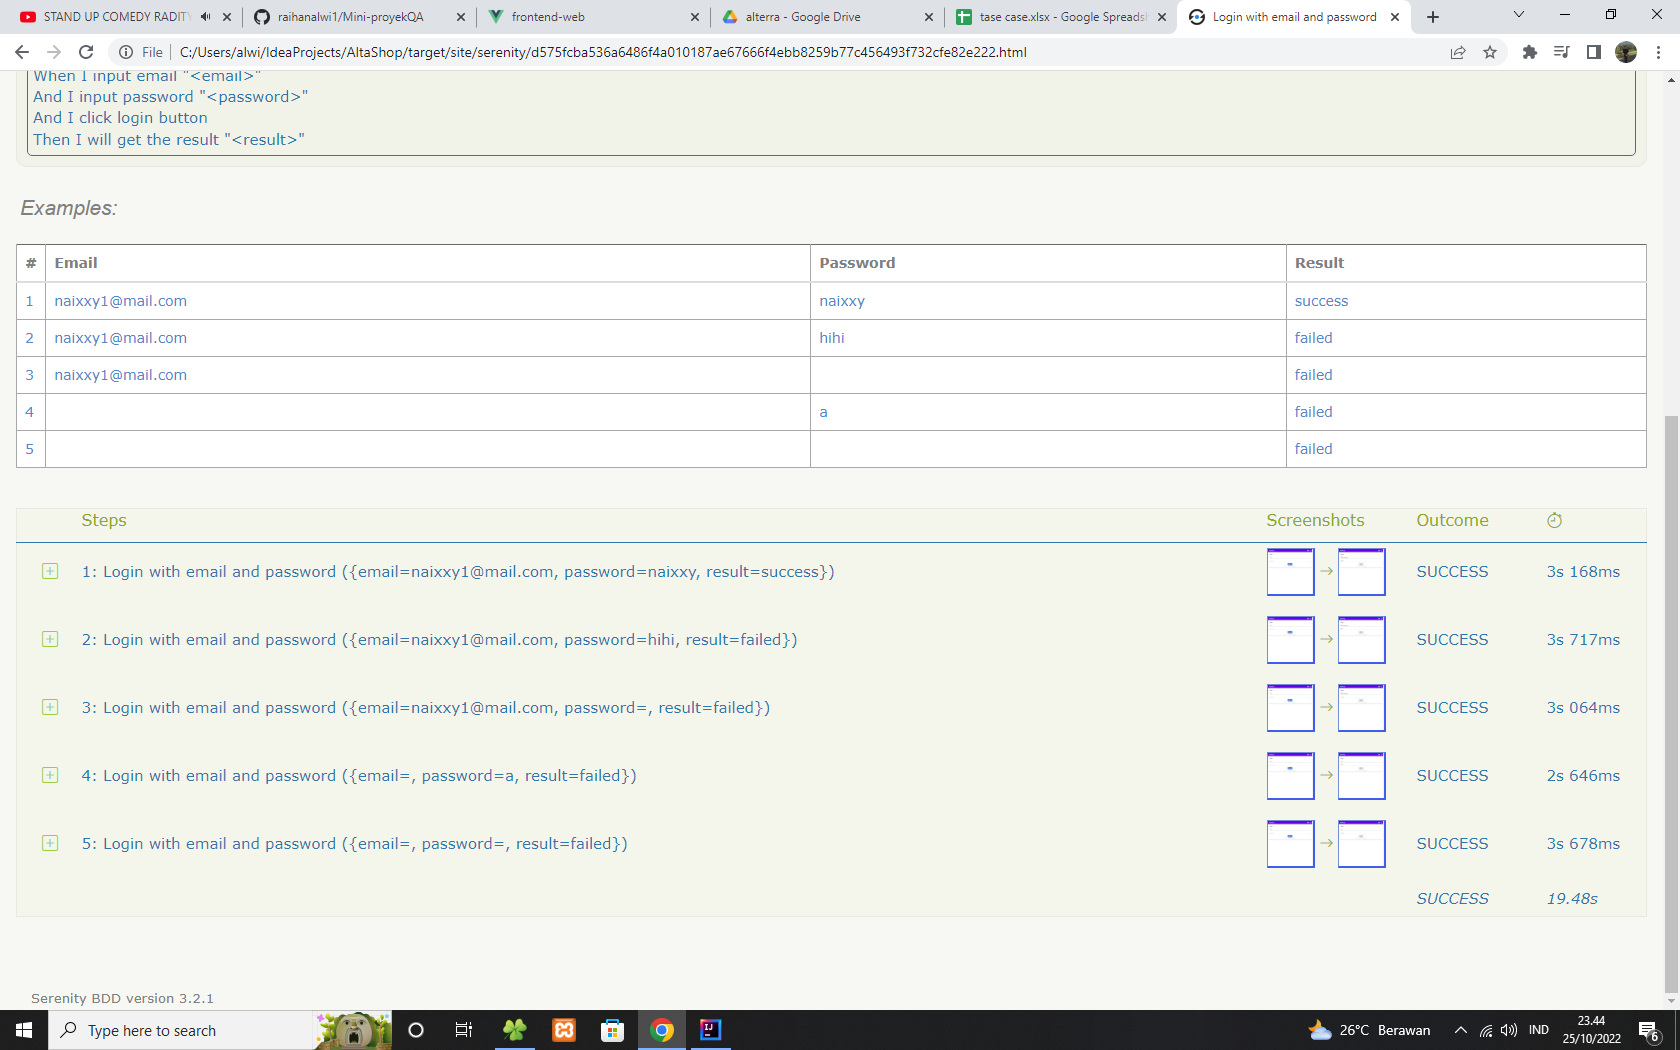 STAND UP COMEDY RADITY
raihanalwi1/Mini-proyekQA
frontend-web
alterra - Google Drive
tase case.xlsx - Google Spreadsh
Login with email and password
File
C:/Users/alwi/IdeaProjects/AltaShop/target/site/serenity/d575fcba536a6486f4a010187ae67666f4ebb8259b77c456493f732cfe82e222.html
When I input email "<email>"
And I input password "<password>"
And I click login button
Then I will get the result "<result>"
Examples:
# Email Password Result
1 naixxy1@mail.com naixxy success
2 naixxy1@mail.com hihi failed
3 naixxy1@mail.com failed
4 a failed
5 failed
Steps Screenshots Outcome
1: Login with email and password ({email=naixxy1@mail.com, password=naixxy, result=success}) SUCCESS 3s 168ms
2: Login with email and password ({email=naixxy1@mail.com, password=hihi, result=failed}) SUCCESS 3s 717ms
3: Login with email and password ({email=naixxy1@mail.com, password=, result=failed}) SUCCESS 3s 064ms
4: Login with email and password ({email=, password=a, result=failed}) SUCCESS 2s 646ms
5: Login with email and password ({email=, password=, result=failed}) SUCCESS 3s 678ms
SUCCESS 19.48s
Serenity BDD version 3.2.1
Type here to search
26°C Berawan
IND
23.44
25/10/2022
6